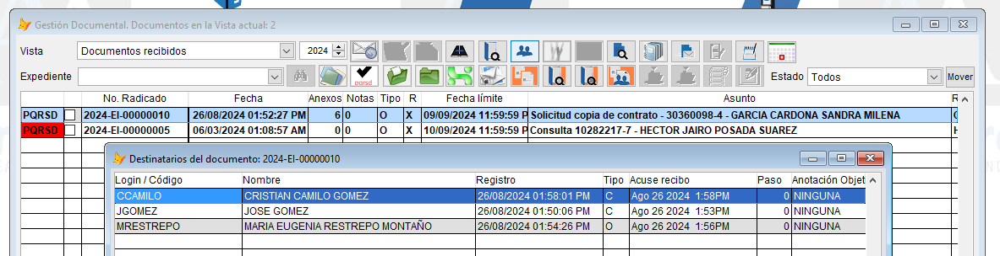 Gestión Documental. Documentos en la Vista actual: 2
Vista Documentos recibidos 2024
Expediente pqrsd Estado Todos Mover
No. Radicado Fecha Anexos Notas Tipo R Fecha límite Asunto R
PQRSD 2024-EI-00000010 26/08/2024 01:52:27 PM 6 0 O X 09/09/2024 11:59:59 P Solicitud copia de contrato - 30360098-4 - GARCIA CARDONA SANDRA MILENA
PQRSD 2024-EI-00000005 06/03/2024 01:08:57 AM 0 0 O X 10/09/2024 11:59:59 P Consulta 10282217-7 - HECTOR JAIRO POSADA SUAREZ
Destinatarios del documento: 2024-EI-00000010
Login / Código Nombre Registro Tipo Acuse recibo Paso Anotación Objet
CCAMILO CRISTIAN CAMILO GOMEZ 26/08/2024 01:58:01 PM C Ago 26 2024 1:58PM 0 NINGUNA
JGOMEZ JOSE GOMEZ 26/08/2024 01:50:06 PM C Ago 26 2024 1:53PM 0 NINGUNA
MRESTREPO MARIA EUGENIA RESTREPO MONTAÑO 26/08/2024 01:54:26 PM O Ago 26 2024 1:56PM 0 NINGUNA